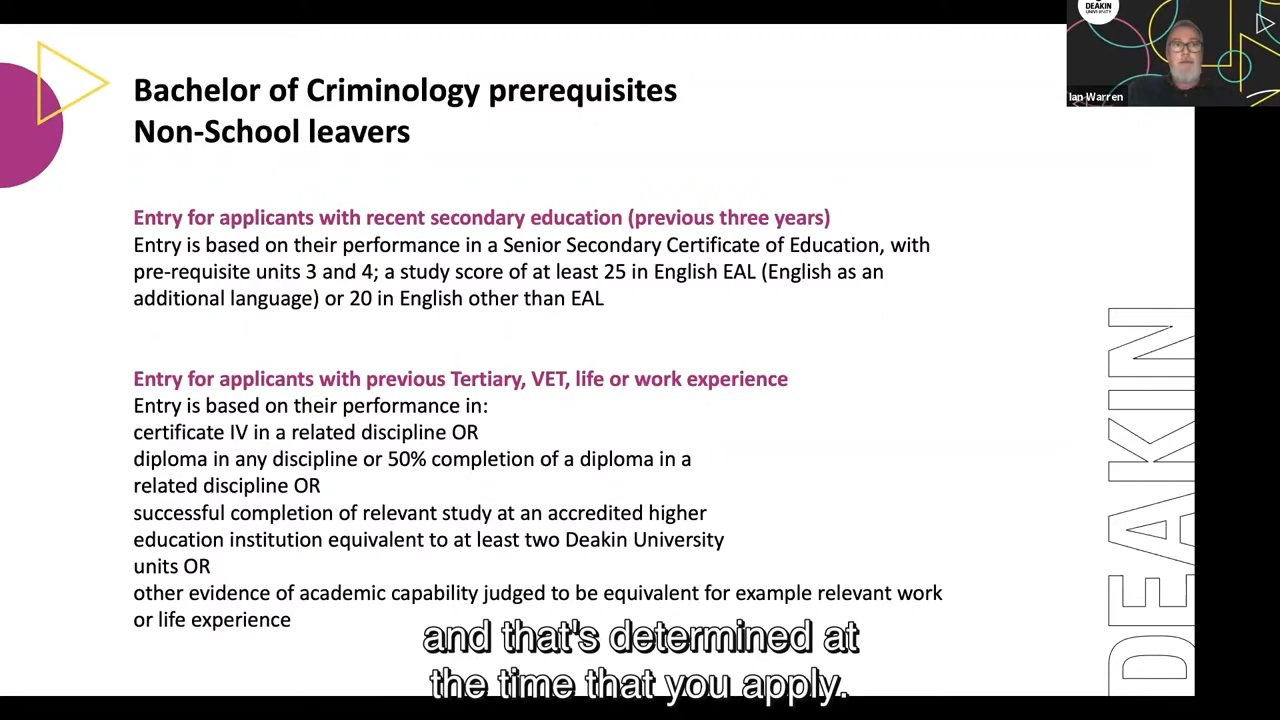 DEAKIN
UNIVERSITY
Ian Warren
Bachelor of Criminology prerequisites
Non-School leavers
Entry for applicants with recent secondary education (previous three years)
Entry is based on their performance in a Senior Secondary Certificate of Education, with
pre-requisite units 3 and 4; a study score of at least 25 in English EAL (English as an
additional language) or 20 in English other than EAL
Entry for applicants with previous Tertiary, VET, life or work experience
Entry is based on their performance in:
certificate IV in a related discipline OR
diploma in any discipline or 50% completion of a diploma in a
related discipline OR
successful completion of relevant study at an accredited higher
education institution equivalent to at least two Deakin University
units OR
other evidence of academic capability judged to be equivalent for example relevant work
or life experience
DEAKIN
and that's determined at
the time that you apply.